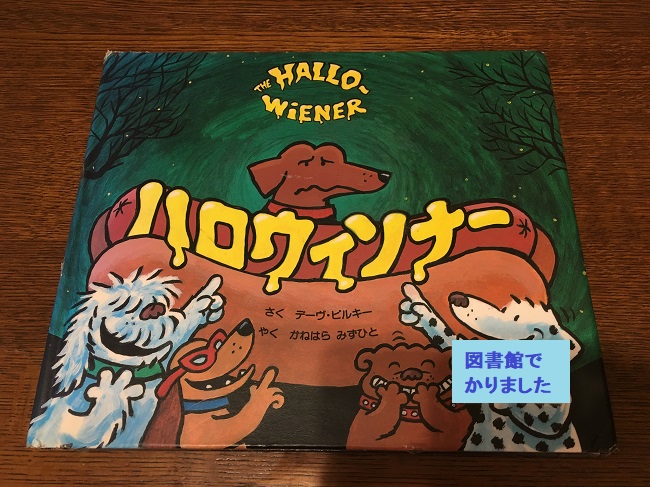 THE HALLO-
WiENER
ハロウィンナー
さく デーヴ・ピルキー
やく かねはら みずひと
図書館で
かりました